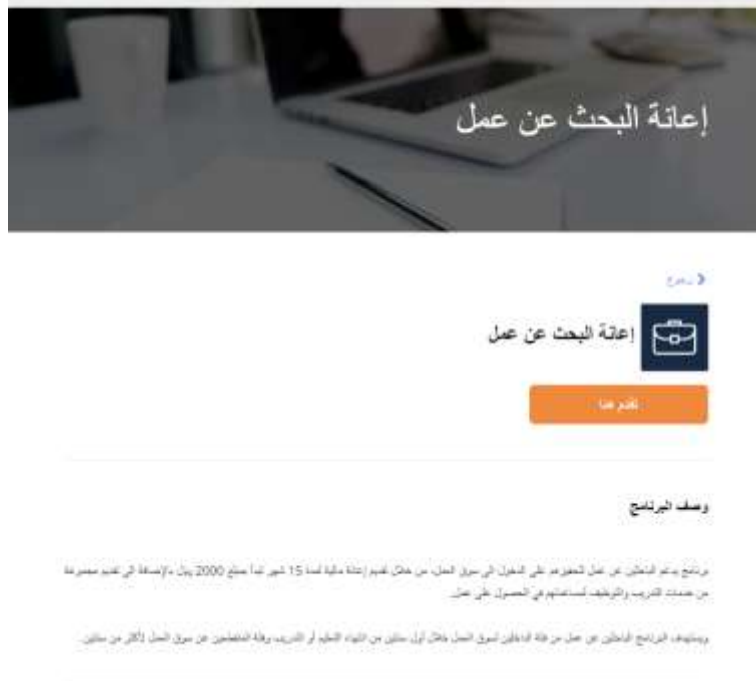 إعانة البحث عن عمل
رجوع
إعانة البحث عن عمل
تقدم هنا
وصف البرنامج
برنامج يدعم الباحثين عن عمل لتحفيزهم على الدخول الى سوق العمل، من خلال تقديم إعانة مالية لمدة 15 شهر تبدأ بمبلغ 2000 ريال بالإضافة الى تقديم مجموعة
من خدمات التدريب والتوظيف لمساعدتهم في الحصول على عمل.
ويستهدف البرنامج الباحثين عن عمل من فئة الداخلين لسوق العمل خلال أول سنتين من انتهاء التعليم أو التدريب وفئة المنقطعين عن سوق العمل لأكثر من سنتين.